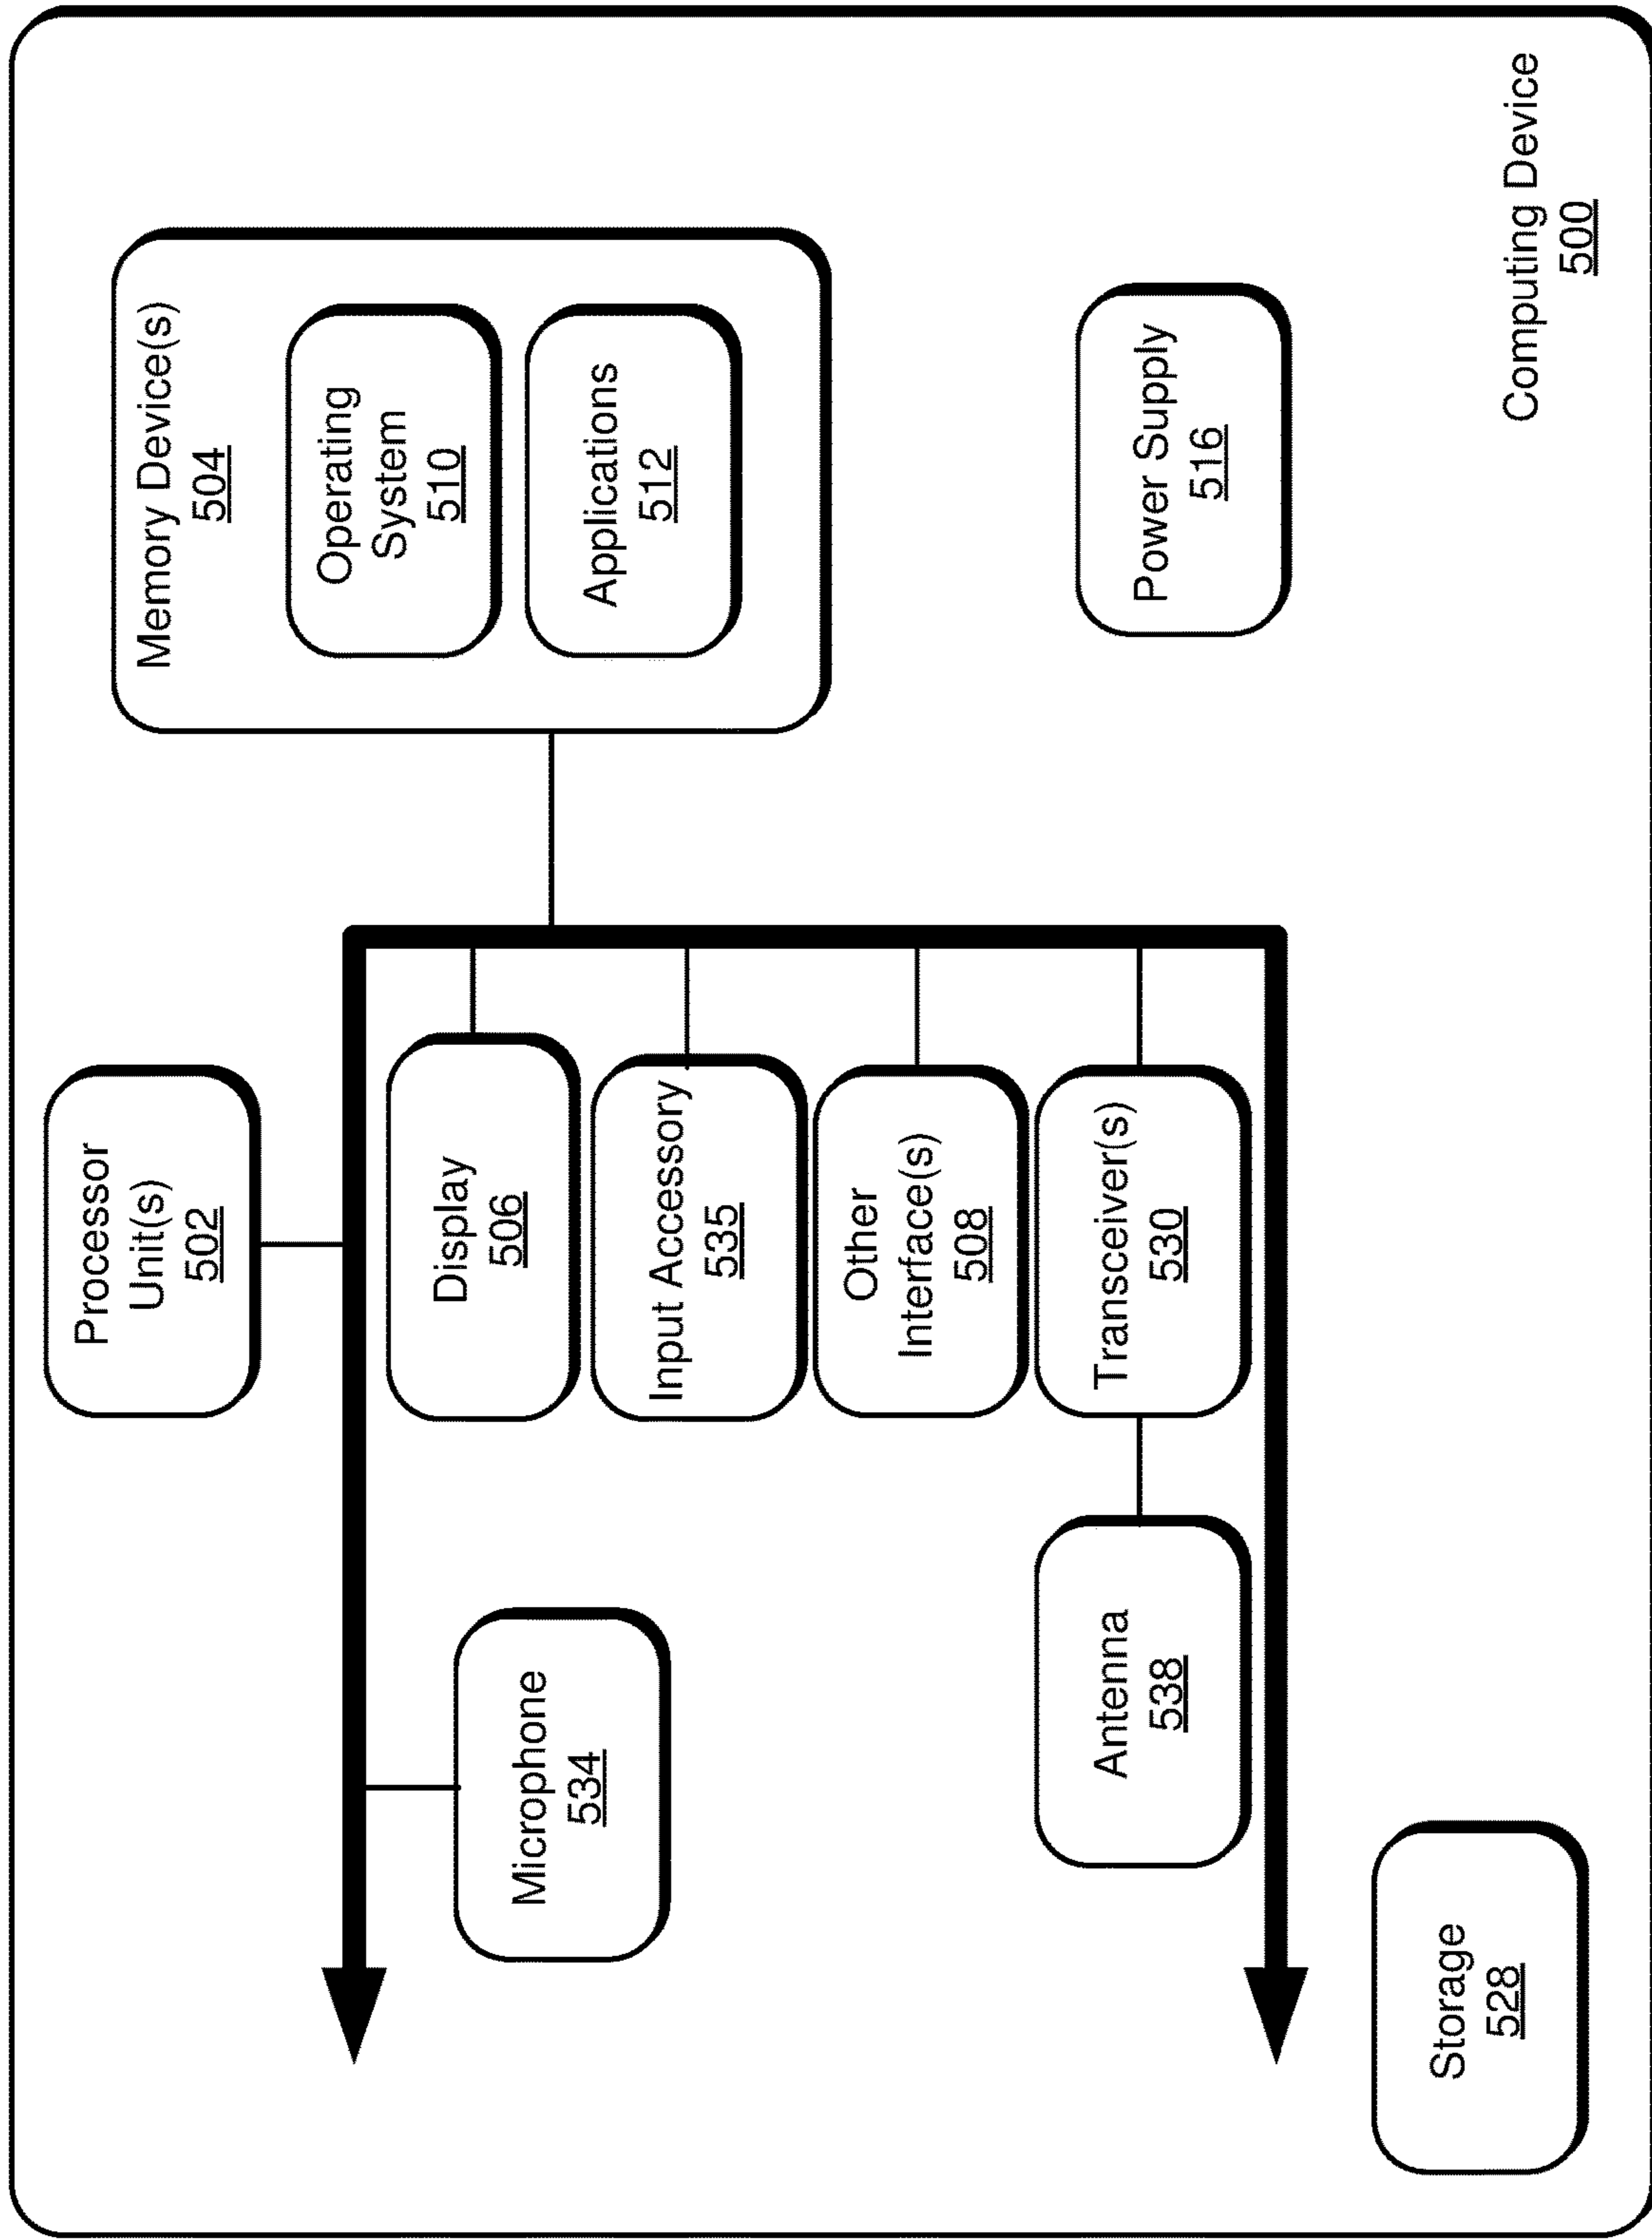 Processor
Unit(s)
502
Memory Device(s)
504
Operating
System
510
Applications
512
Display
506
Microphone
534
Input Accessory
535
Other
Interface(s)
508
Transceiver(s)
530
Antenna
538
Power Supply
516
Storage
528
Computing Device
500